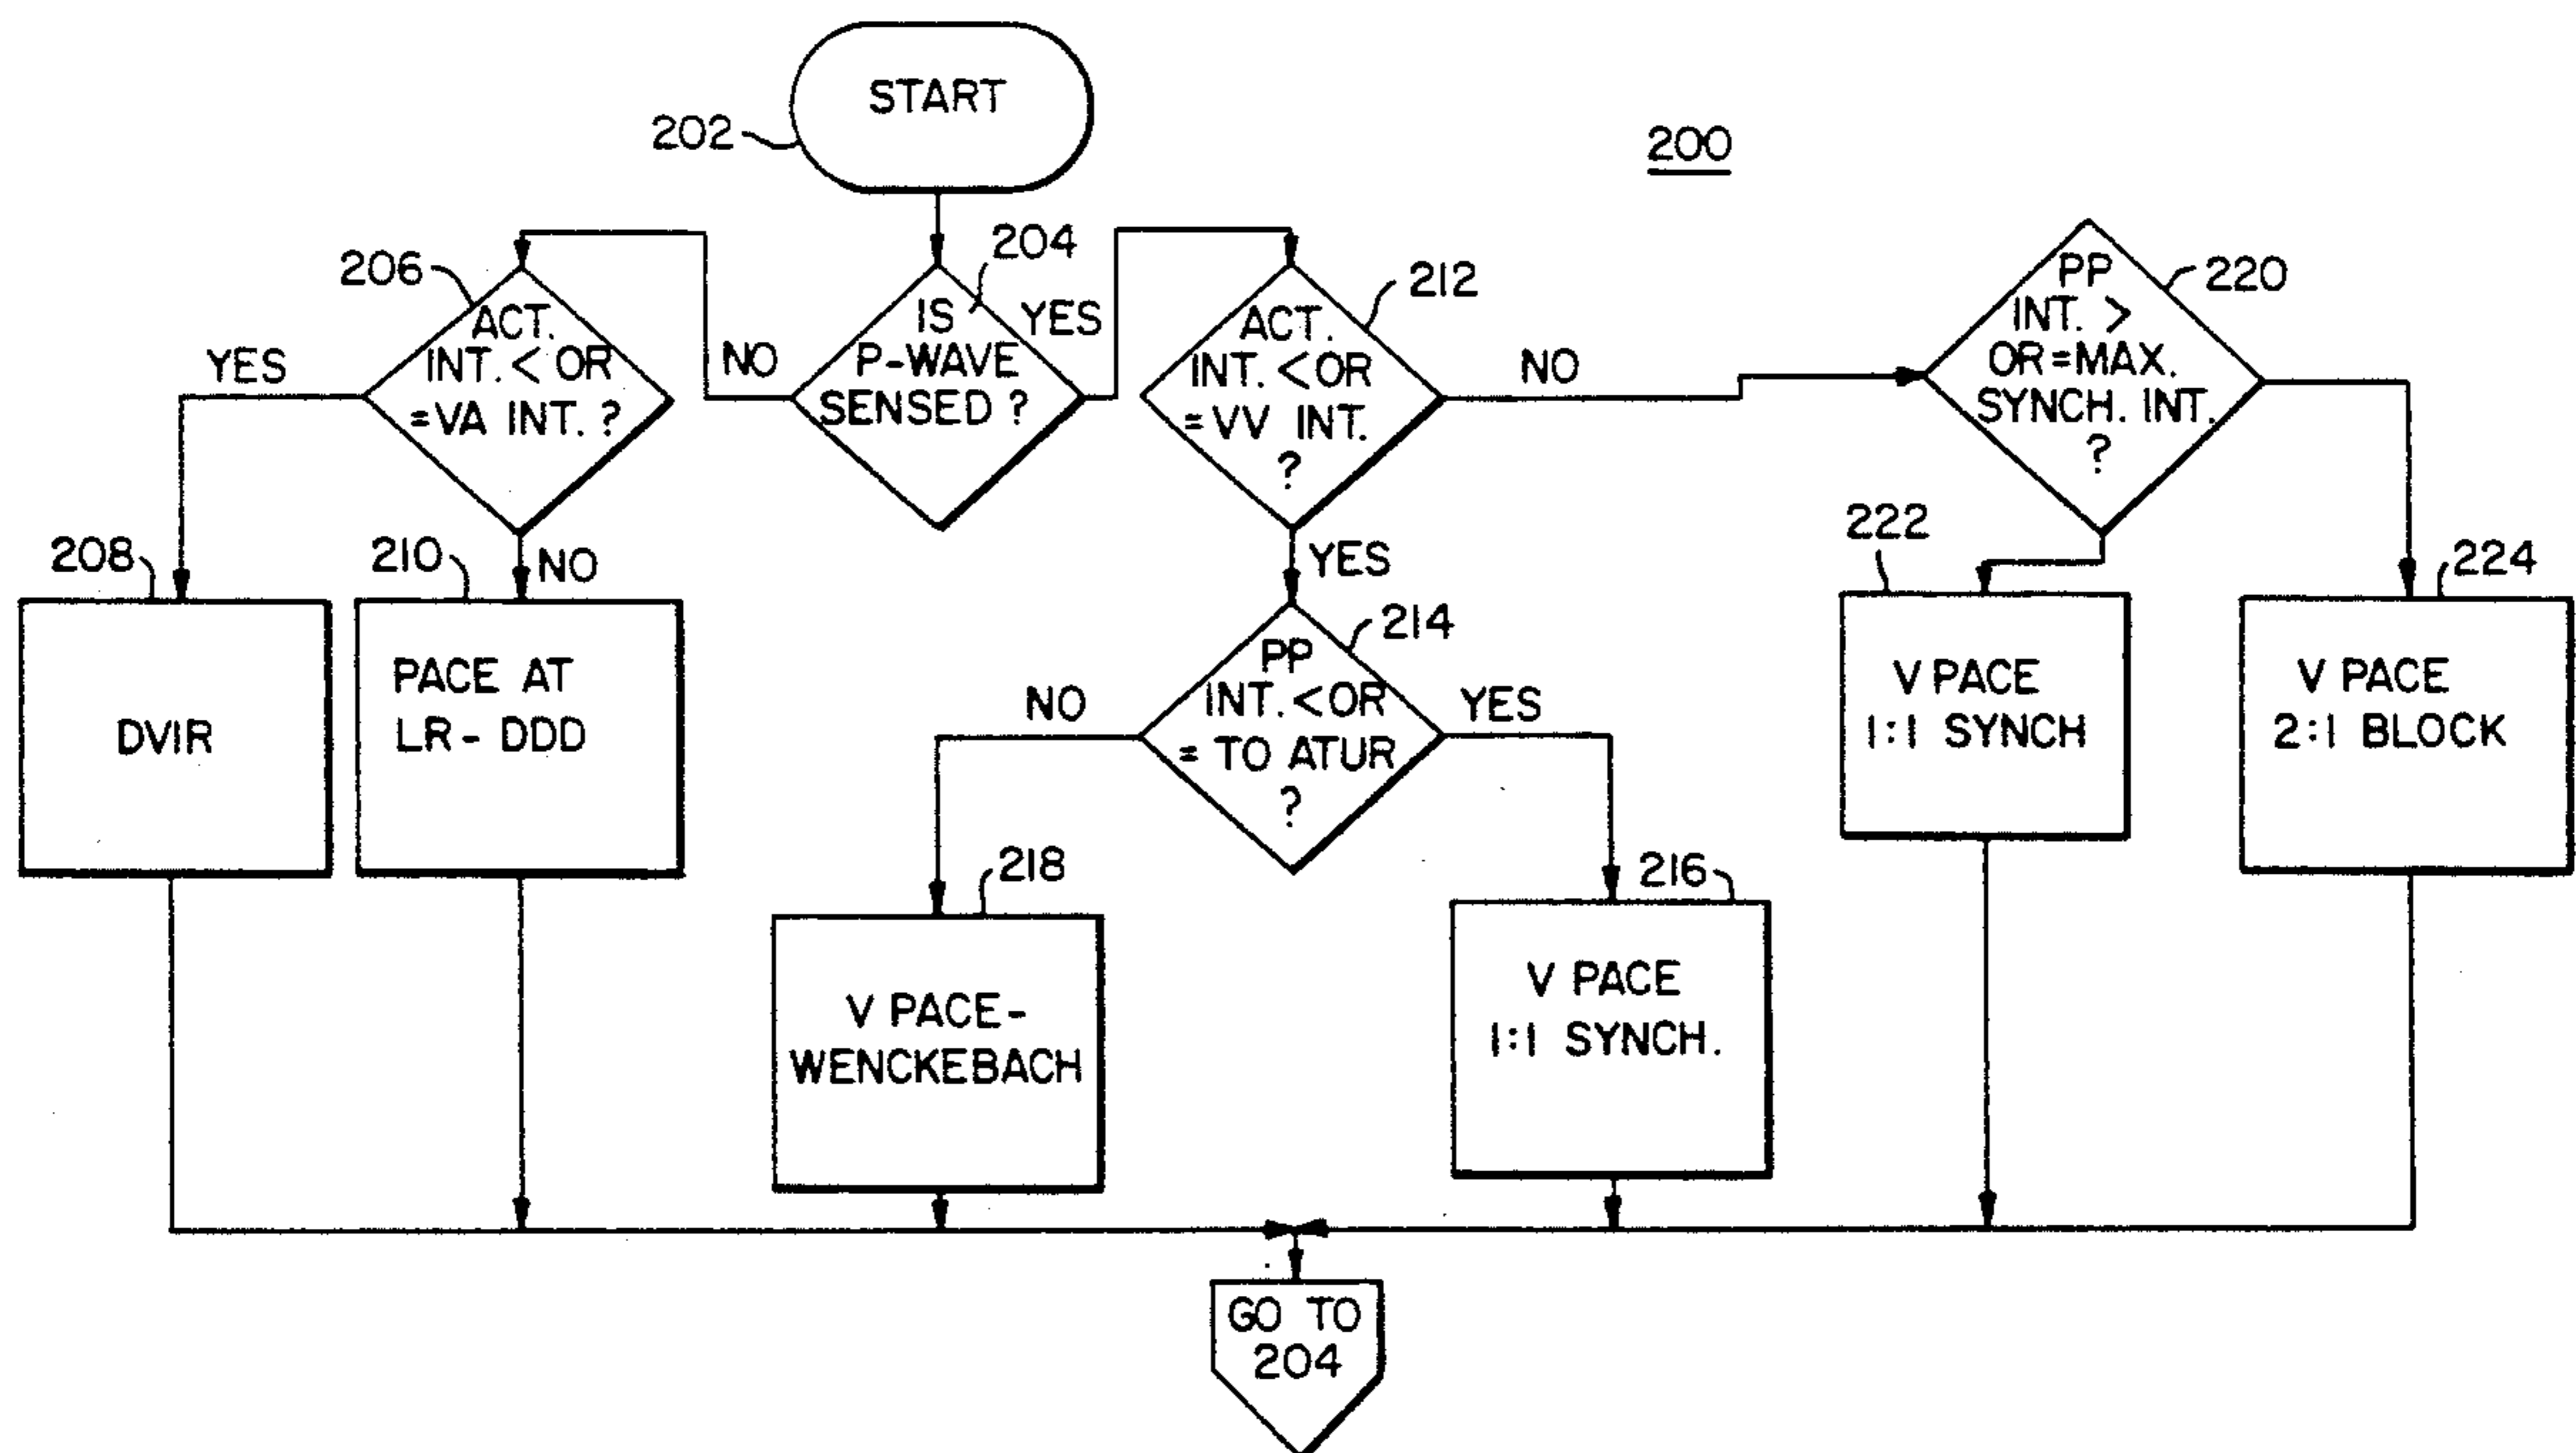 START
202
200
204
206
212
220
IS
P-WAVE
SENSED ?
YES
NO
ACT.
INT. < OR
= VA INT. ?
YES
NO
ACT.
INT. < OR
= VV INT.
?
NO
YES
PP
INT. >
OR = MAX.
SYNCH. INT.
?
208
DVIR
210
PACE AT
LR - DDD
214
PP
INT. < OR
= TO ATUR
?
NO
YES
222
V PACE
1:1 SYNCH
224
V PACE
2:1 BLOCK
218
V PACE-
WENCKEBACH
216
V PACE
1:1 SYNCH.
GO TO
204